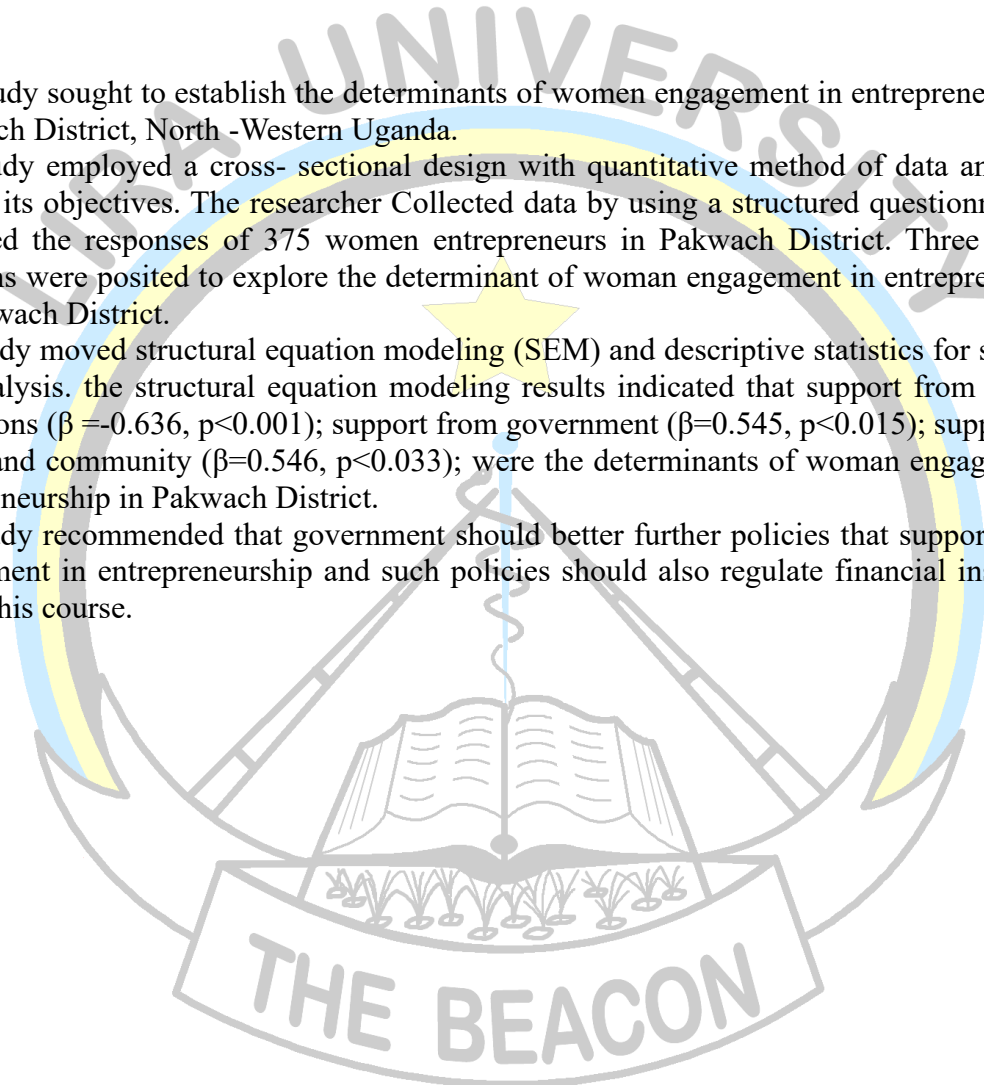 LIRA UNIVERSITY
udy sought to establish the determinants of women engagement in entreprene
ch District, North -Western Uganda.
dy employed a cross- sectional design with quantitative method of data an
its objectives. The researcher Collected data by using a structured questionn
ed the responses of 375 women entrepreneurs in Pakwach District. Three
ns were posited to explore the determinant of woman engagement in entrepre
wach District.
dy moved structural equation modeling (SEM) and descriptive statistics for s
alysis. the structural equation modeling results indicated that support from
ons (β =-0.636, p<0.001); support from government (β=0.545, p<0.015); supp
and community (β=0.546, p<0.033); were the determinants of woman engag
neurship in Pakwach District.
dy recommended that government should better further policies that suppor
ment in entrepreneurship and such policies should also regulate financial ins
his course.
THE BEACON